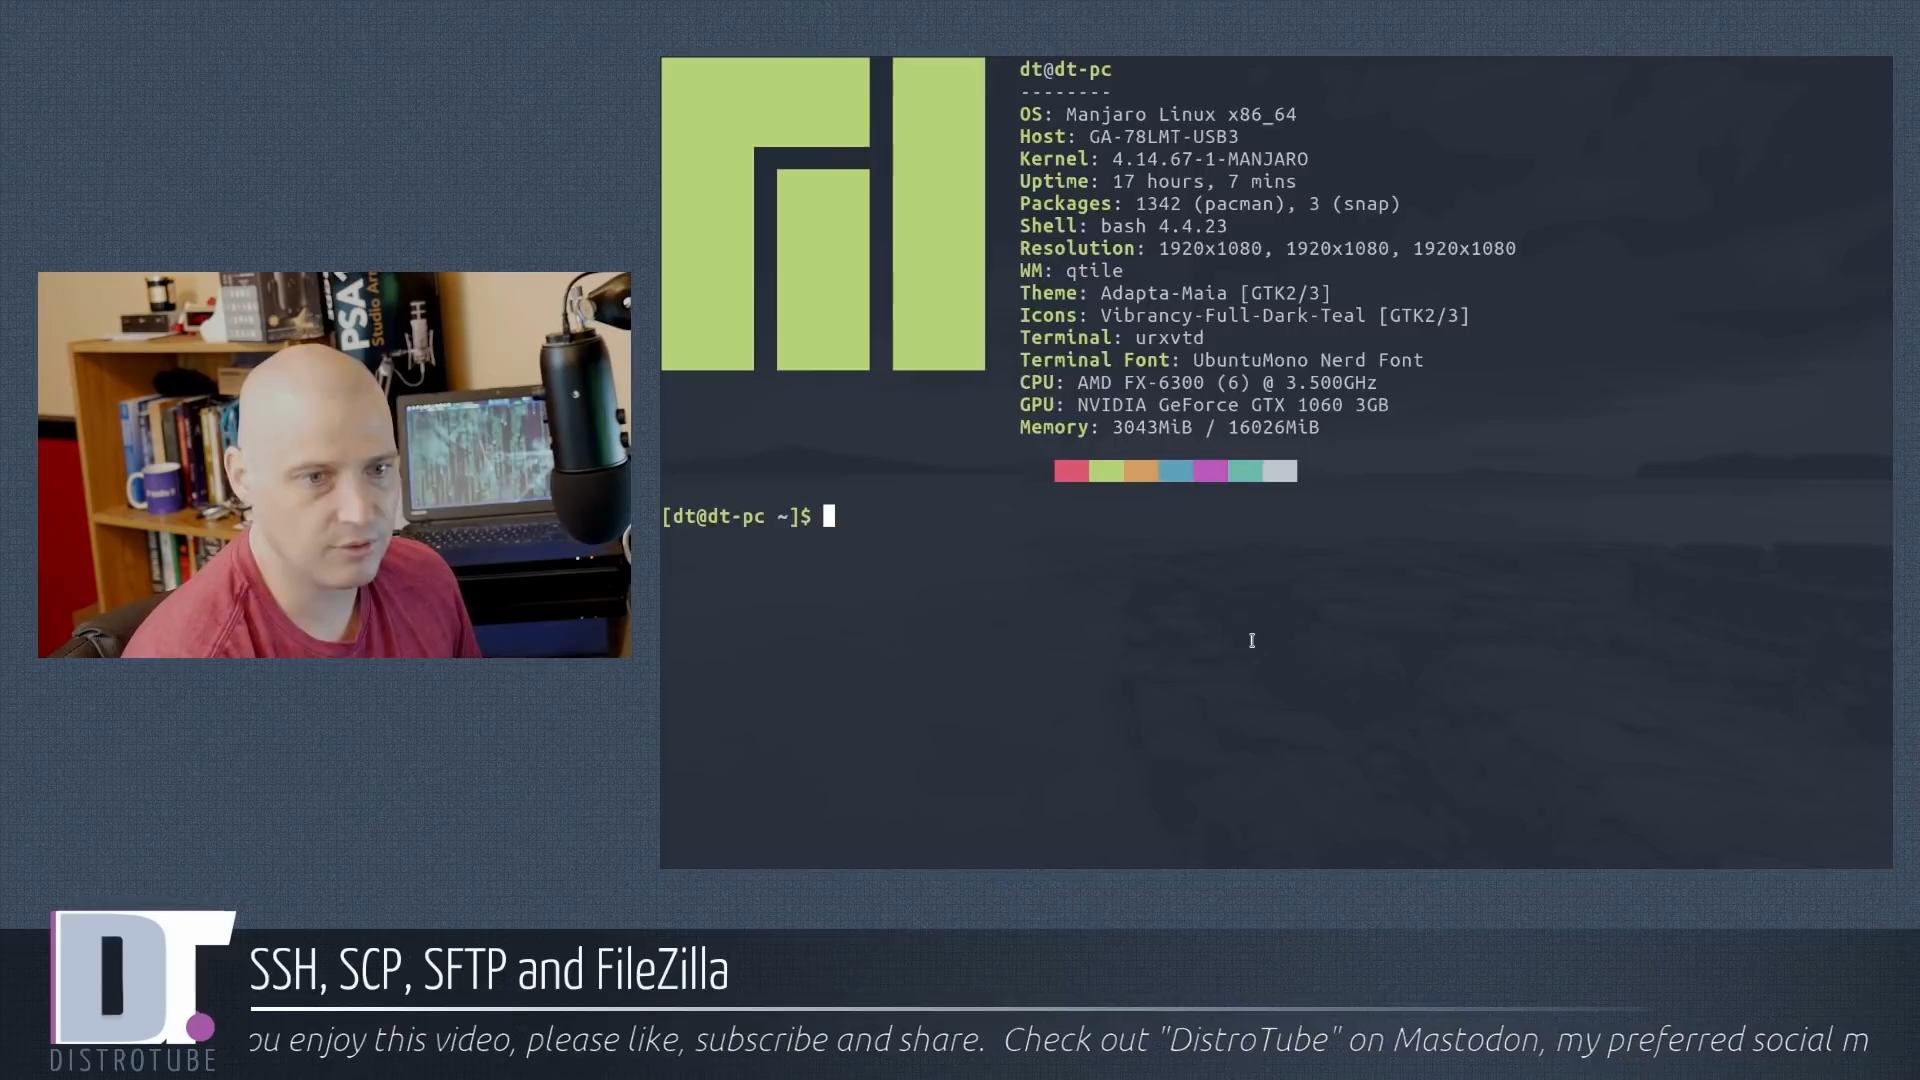 PSA1
Studio Arm
dt@dt-pc
--------
OS: Manjaro Linux x86_64
Host: GA-78LMT-USB3
Kernel: 4.14.67-1-MANJARO
Uptime: 17 hours, 7 mins
Packages: 1342 (pacman), 3 (snap)
Shell: bash 4.4.23
Resolution: 1920x1080, 1920x1080, 1920x1080
WM: qtile
Theme: Adapta-Maia [GTK2/3]
Icons: Vibrancy-Full-Dark-Teal [GTK2/3]
Terminal: urxvtd
Terminal Font: UbuntuMono Nerd Font
CPU: AMD FX-6300 (6) @ 3.500GHz
GPU: NVIDIA GeForce GTX 1060 3GB
Memory: 3043MiB / 16026MiB
[dt@dt-pc ~]$
DT
DISTROTUBE
SSH, SCP, SFTP and FileZilla
ou enjoy this video, please like, subscribe and share. Check out "DistroTube" on Mastodon, my preferred social m